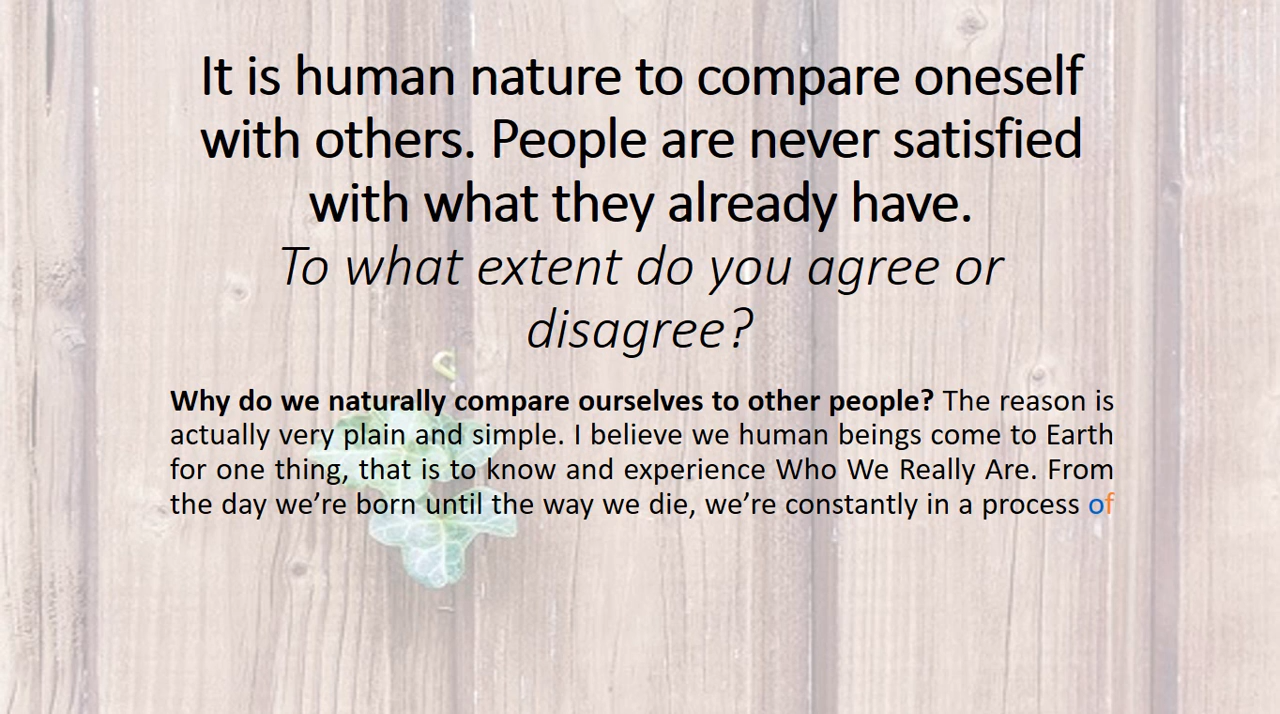 It is human nature to compare oneself
with others. People are never satisfied
with what they already have.
To what extent do you agree or
disagree?
Why do we naturally compare ourselves to other people? The reason is
actually very plain and simple. I believe we human beings come to Earth
for one thing, that is to know and experience Who We Really Are. From
the day we’re born until the way we die, we’re constantly in a process of